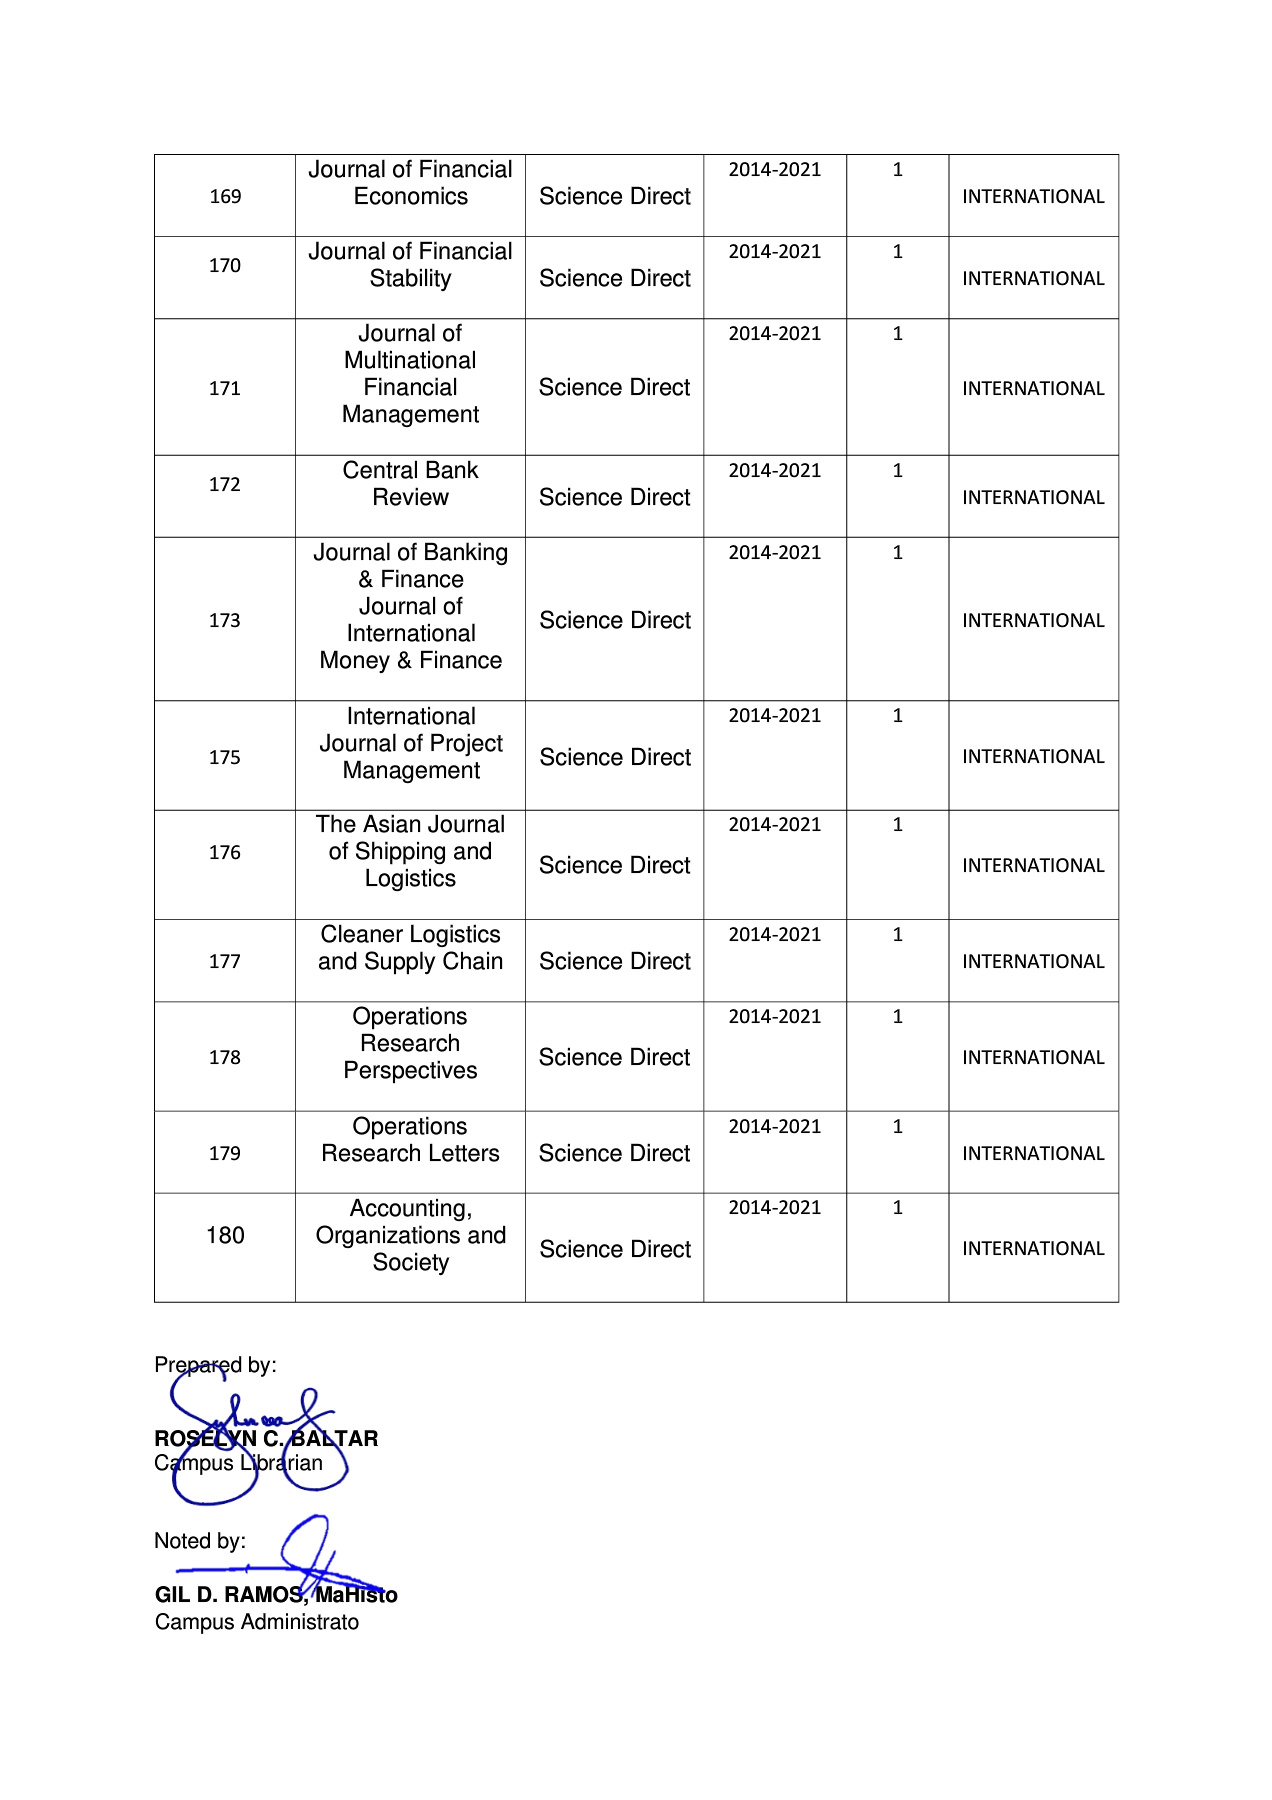 169 Journal of Financial Economics Science Direct 2014-2021 1 INTERNATIONAL
170 Journal of Financial Stability Science Direct 2014-2021 1 INTERNATIONAL
171 Journal of Multinational Financial Management Science Direct 2014-2021 1 INTERNATIONAL
172 Central Bank Review Science Direct 2014-2021 1 INTERNATIONAL
173 Journal of Banking & Finance Journal of International Money & Finance Science Direct 2014-2021 1 INTERNATIONAL
175 International Journal of Project Management Science Direct 2014-2021 1 INTERNATIONAL
176 The Asian Journal of Shipping and Logistics Science Direct 2014-2021 1 INTERNATIONAL
177 Cleaner Logistics and Supply Chain Science Direct 2014-2021 1 INTERNATIONAL
178 Operations Research Perspectives Science Direct 2014-2021 1 INTERNATIONAL
179 Operations Research Letters Science Direct 2014-2021 1 INTERNATIONAL
180 Accounting, Organizations and Society Science Direct 2014-2021 1 INTERNATIONAL
Prepared by:
ROSELYN C. BALTAR
Campus Librarian
Noted by:
GIL D. RAMOS, MaHisto
Campus Administrato